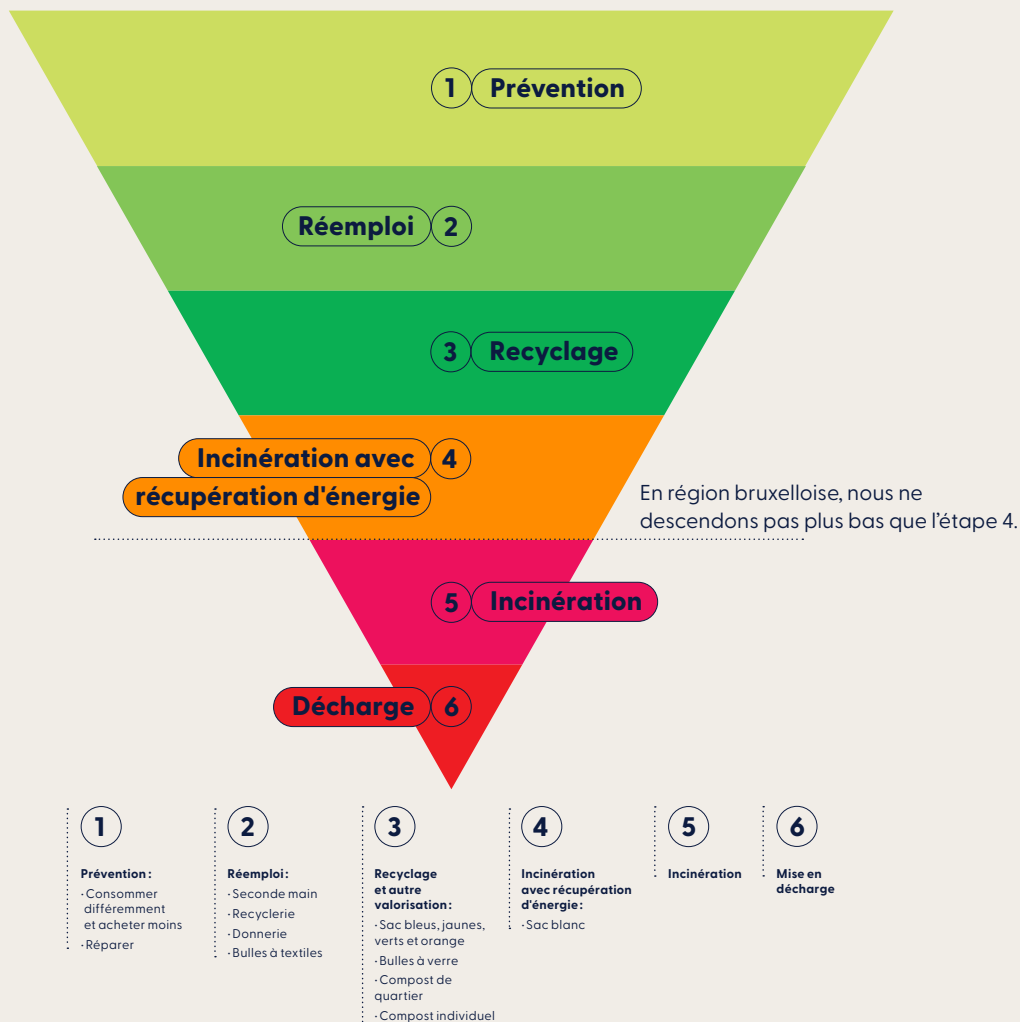 1 Prévention
Réemploi 2
3 Recyclage
Incinération avec 4
récupération d'énergie
En région bruxelloise, nous ne
descendons pas plus bas que l'étape 4.
5 Incinération
Décharge 6
1
Prévention :
· Consommer
différemment
et acheter moins
· Réparer
2
Réemploi :
· Seconde main
· Recyclerie
· Donnerie
· Bulles à textiles
3
Recyclage
et autre
valorisation :
· Sac bleus, jaunes,
verts et orange
· Bulles à verre
· Compost de
quartier
· Compost individuel
4
Incinération
avec récupération
d'énergie :
· Sac blanc
5
Incinération
6
Mise en
décharge